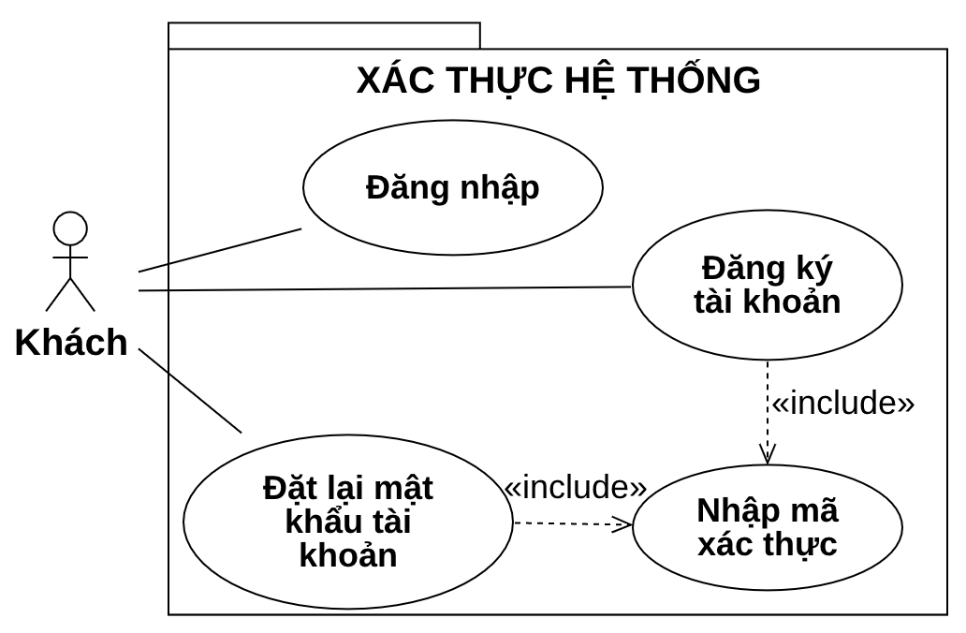 XÁC THỰC HỆ THỐNG
Đăng nhập
Đăng ký
tài khoản
Khách
«include»
Đặt lại mật
khẩu tài
khoản
«include»
Nhập mã
xác thực